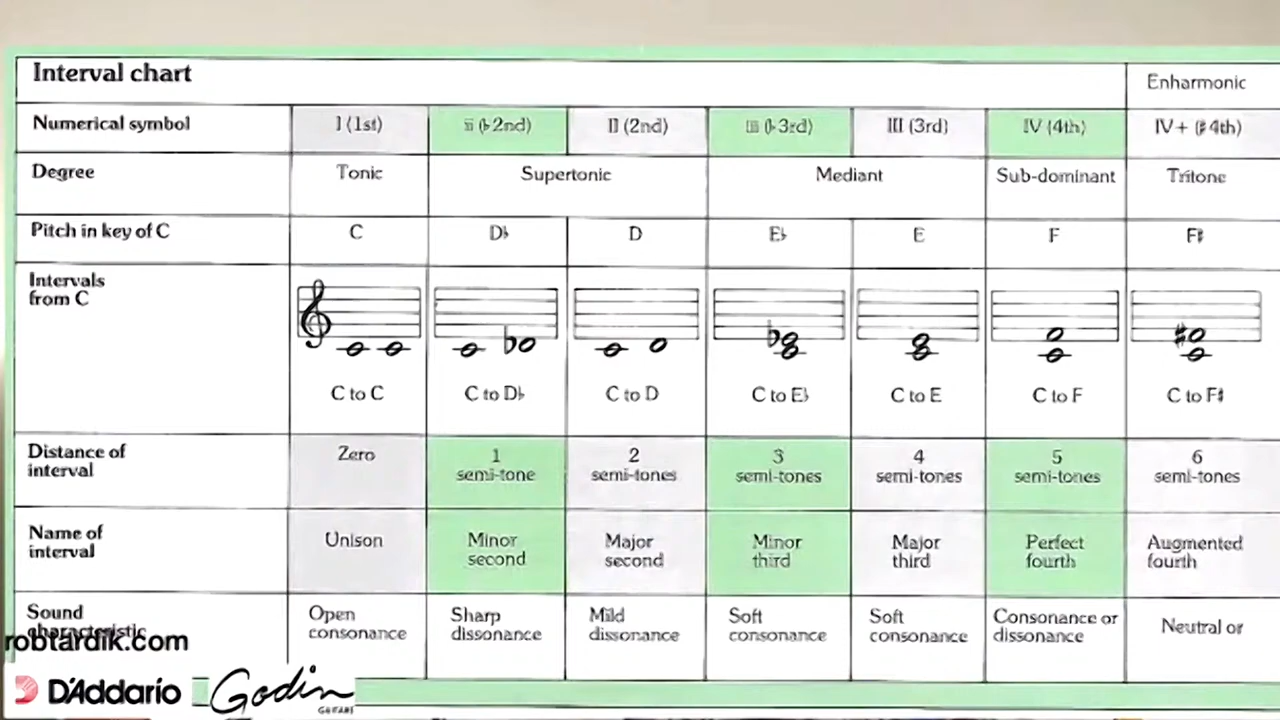 Interval chart
Enharmonic
Numerical symbol
I (1st)
ii (♭2nd)
II (2nd)
iii (♭3rd)
III (3rd)
IV (4th)
IV+ (♯4th)
Degree
Tonic
Supertonic
Mediant
Sub-dominant
Tritone
Pitch in key of C
C
D♭
D
E♭
E
F
F♯
Intervals
from C
C to C
C to D♭
C to D
C to E♭
C to E
C to F
C to F♯
Distance of
interval
Zero
1
semi-tone
2
semi-tones
3
semi-tones
4
semi-tones
5
semi-tones
6
semi-tones
Name of
interval
Unison
Minor
second
Major
second
Minor
third
Major
third
Perfect
fourth
Augmented
fourth
Sound
characteristic
Open
consonance
Sharp
dissonance
Mild
dissonance
Soft
consonance
Soft
consonance
Consonance or
dissonance
Neutral or
robtardik.com
D'Addario
Godin
GUITARS